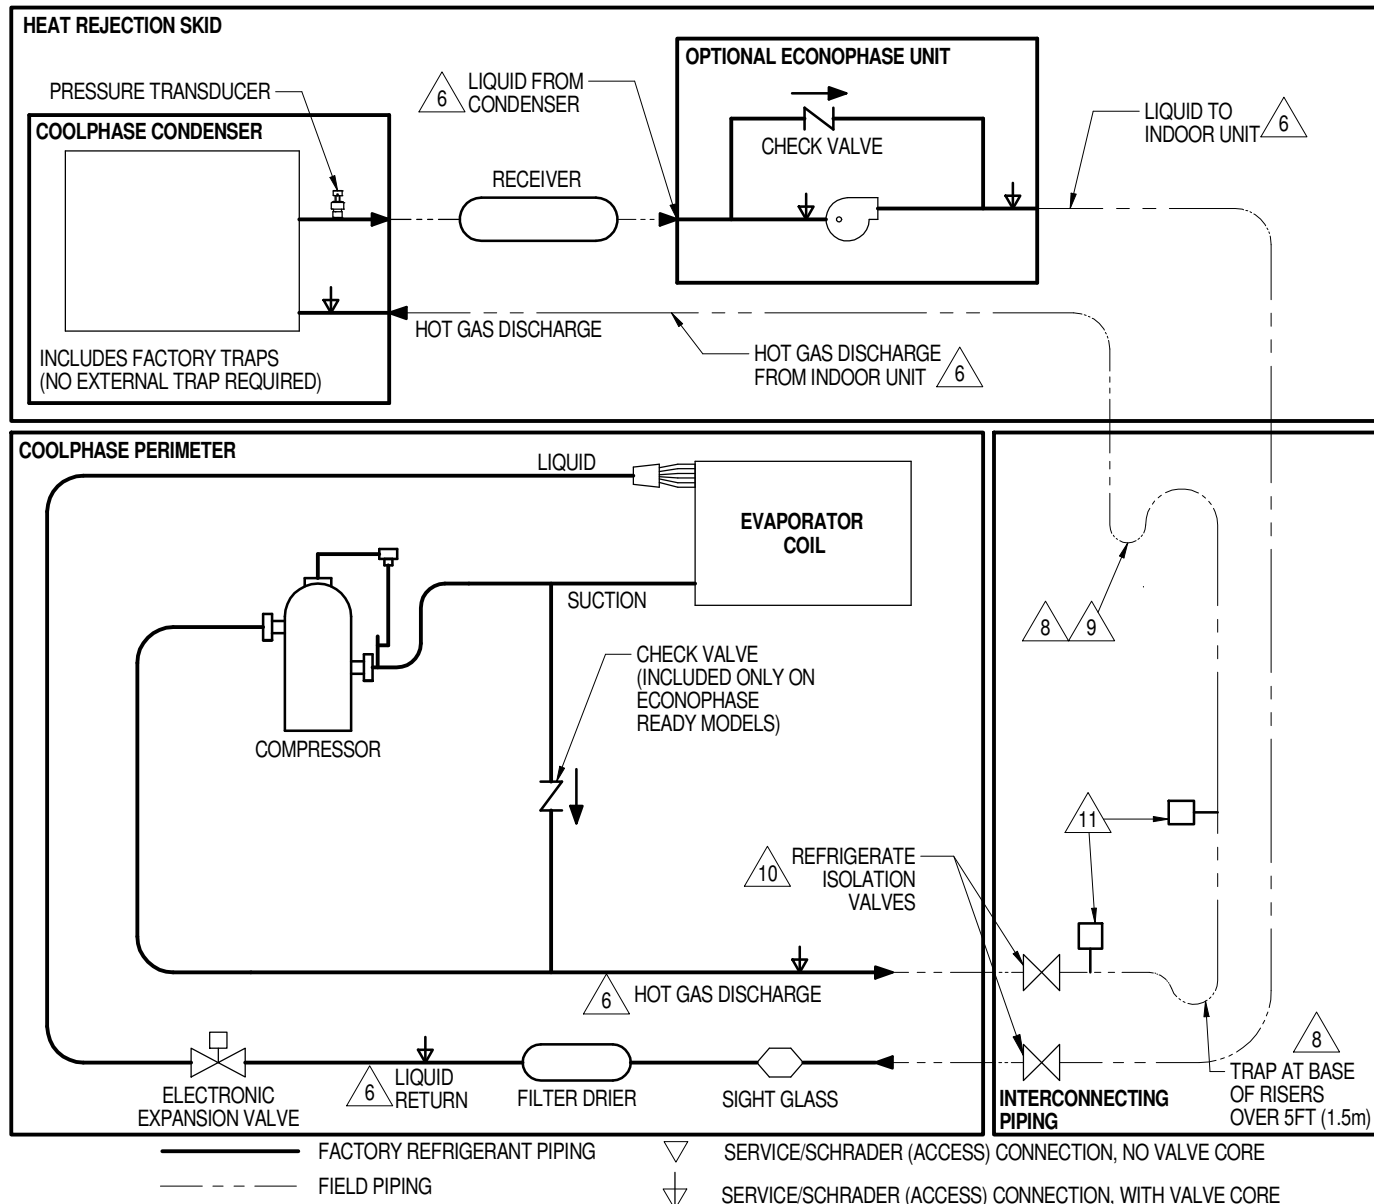 HEAT REJECTION SKID
OPTIONAL ECONOPHASE UNIT
PRESSURE TRANSDUCER
6
LIQUID FROM
CONDENSER
LIQUID TO
INDOOR UNIT
6
COOLPHASE CONDENSER
CHECK VALVE
RECEIVER
HOT GAS DISCHARGE
INCLUDES FACTORY TRAPS
(NO EXTERNAL TRAP REQUIRED)
HOT GAS DISCHARGE
FROM INDOOR UNIT
6
COOLPHASE PERIMETER
LIQUID
EVAPORATOR
COIL
SUCTION
8
9
CHECK VALVE
(INCLUDED ONLY ON
ECONOPHASE
READY MODELS)
COMPRESSOR
11
10
REFRIGERATE
ISOLATION
VALVES
6
HOT GAS DISCHARGE
8
TRAP AT BASE
OF RISERS
OVER 5FT (1.5m)
ELECTRONIC
EXPANSION VALVE
6
LIQUID
RETURN
FILTER DRIER
SIGHT GLASS
INTERCONNECTING
PIPING
FACTORY REFRIGERANT PIPING
SERVICE/SCHRADER (ACCESS) CONNECTION, NO VALVE CORE
FIELD PIPING
SERVICE/SCHRADER (ACCESS) CONNECTION, WITH VALVE CORE